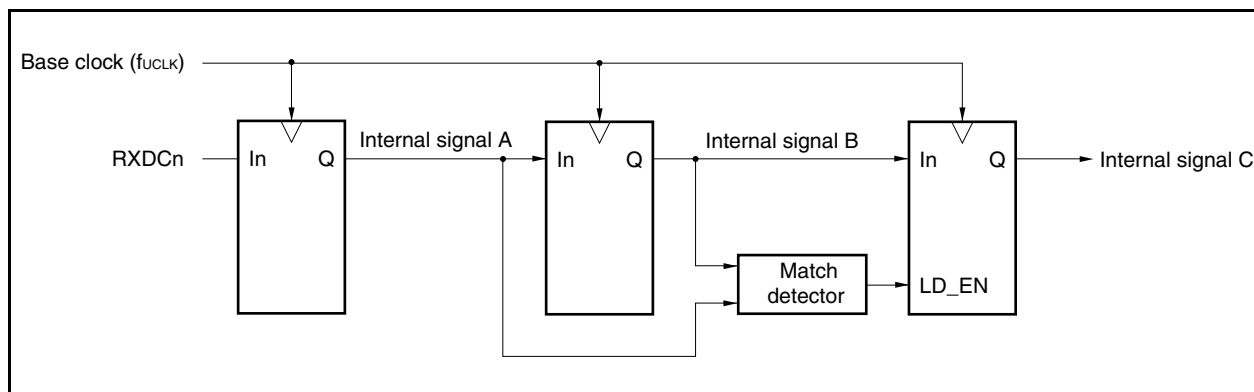 Base clock (fUCLK)
Internal signal A
Internal signal B
RXDCn
In
Q
In
Q
In
Q
Internal signal C
Match
detector
LD_EN